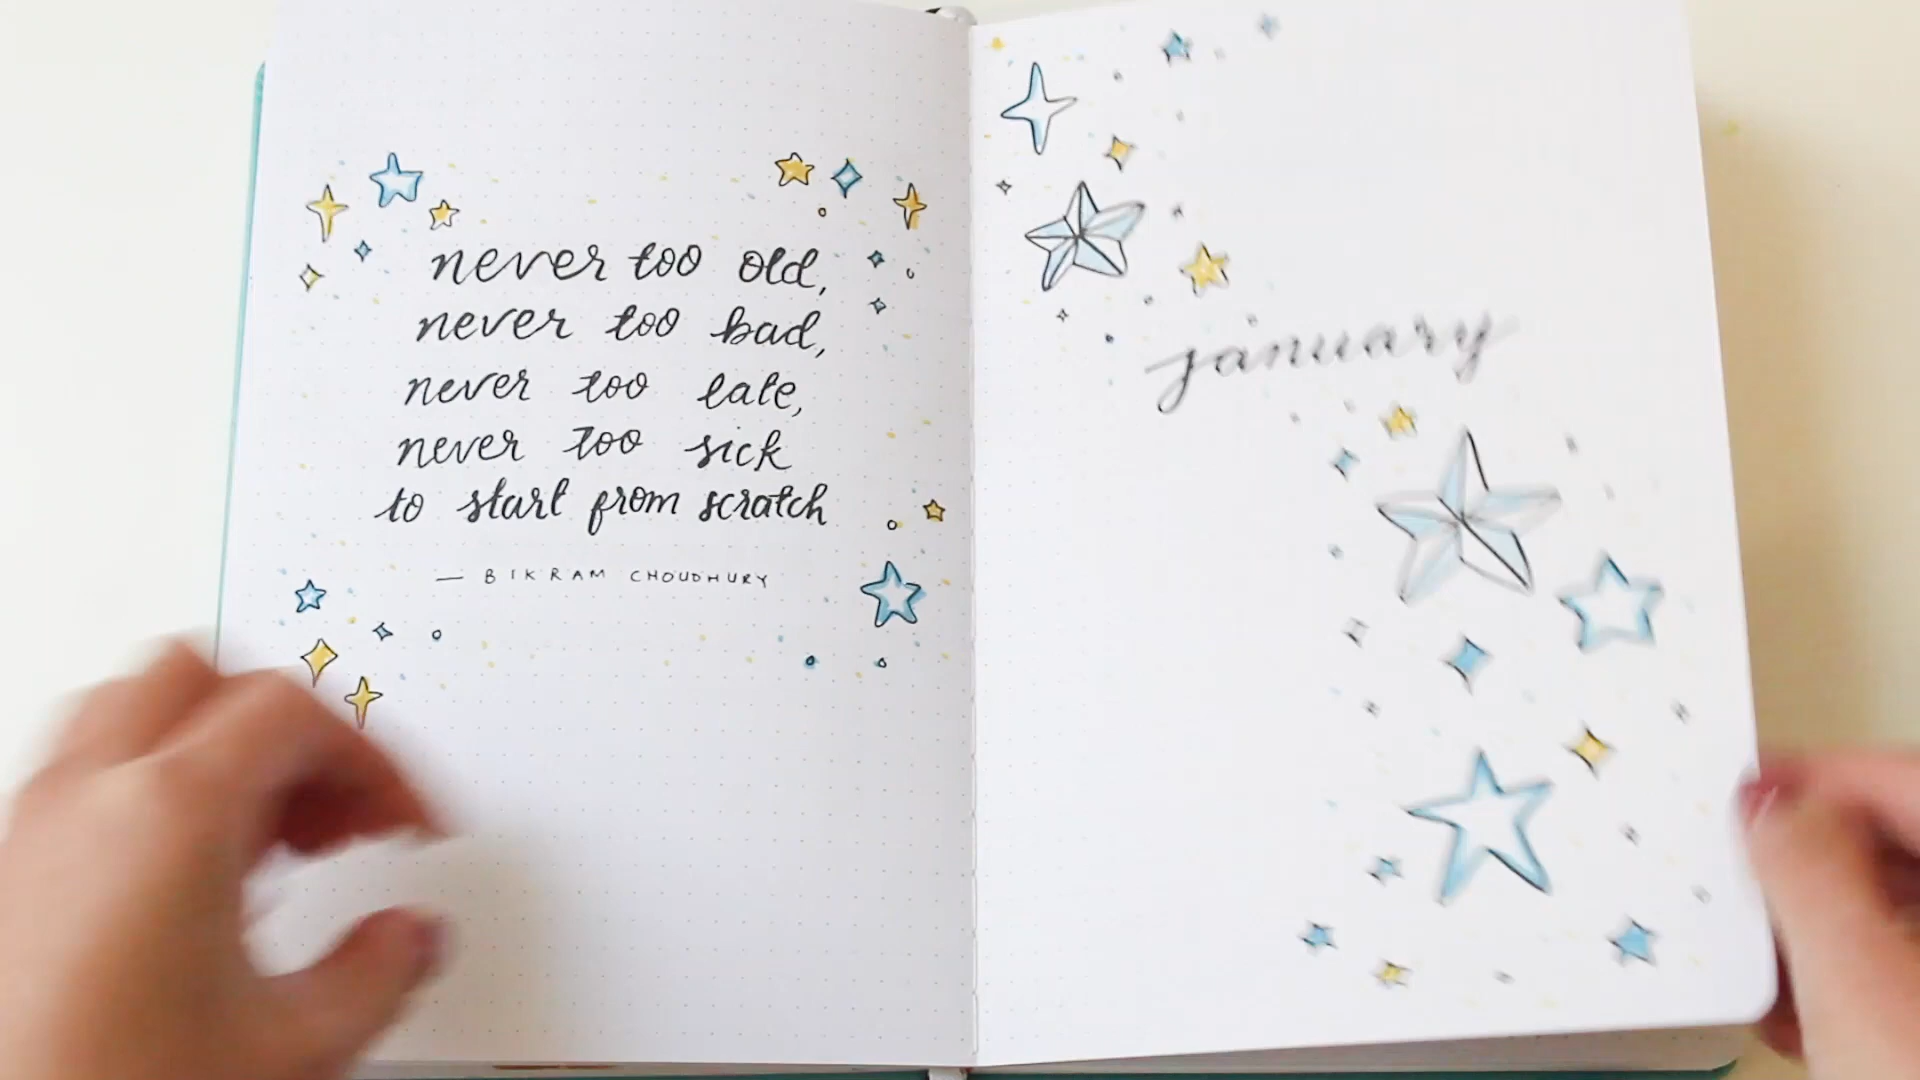 never too old,
never too bad,
never too late,
never too sick
to start from scratch
— BIKRAM CHOUDHURY
january